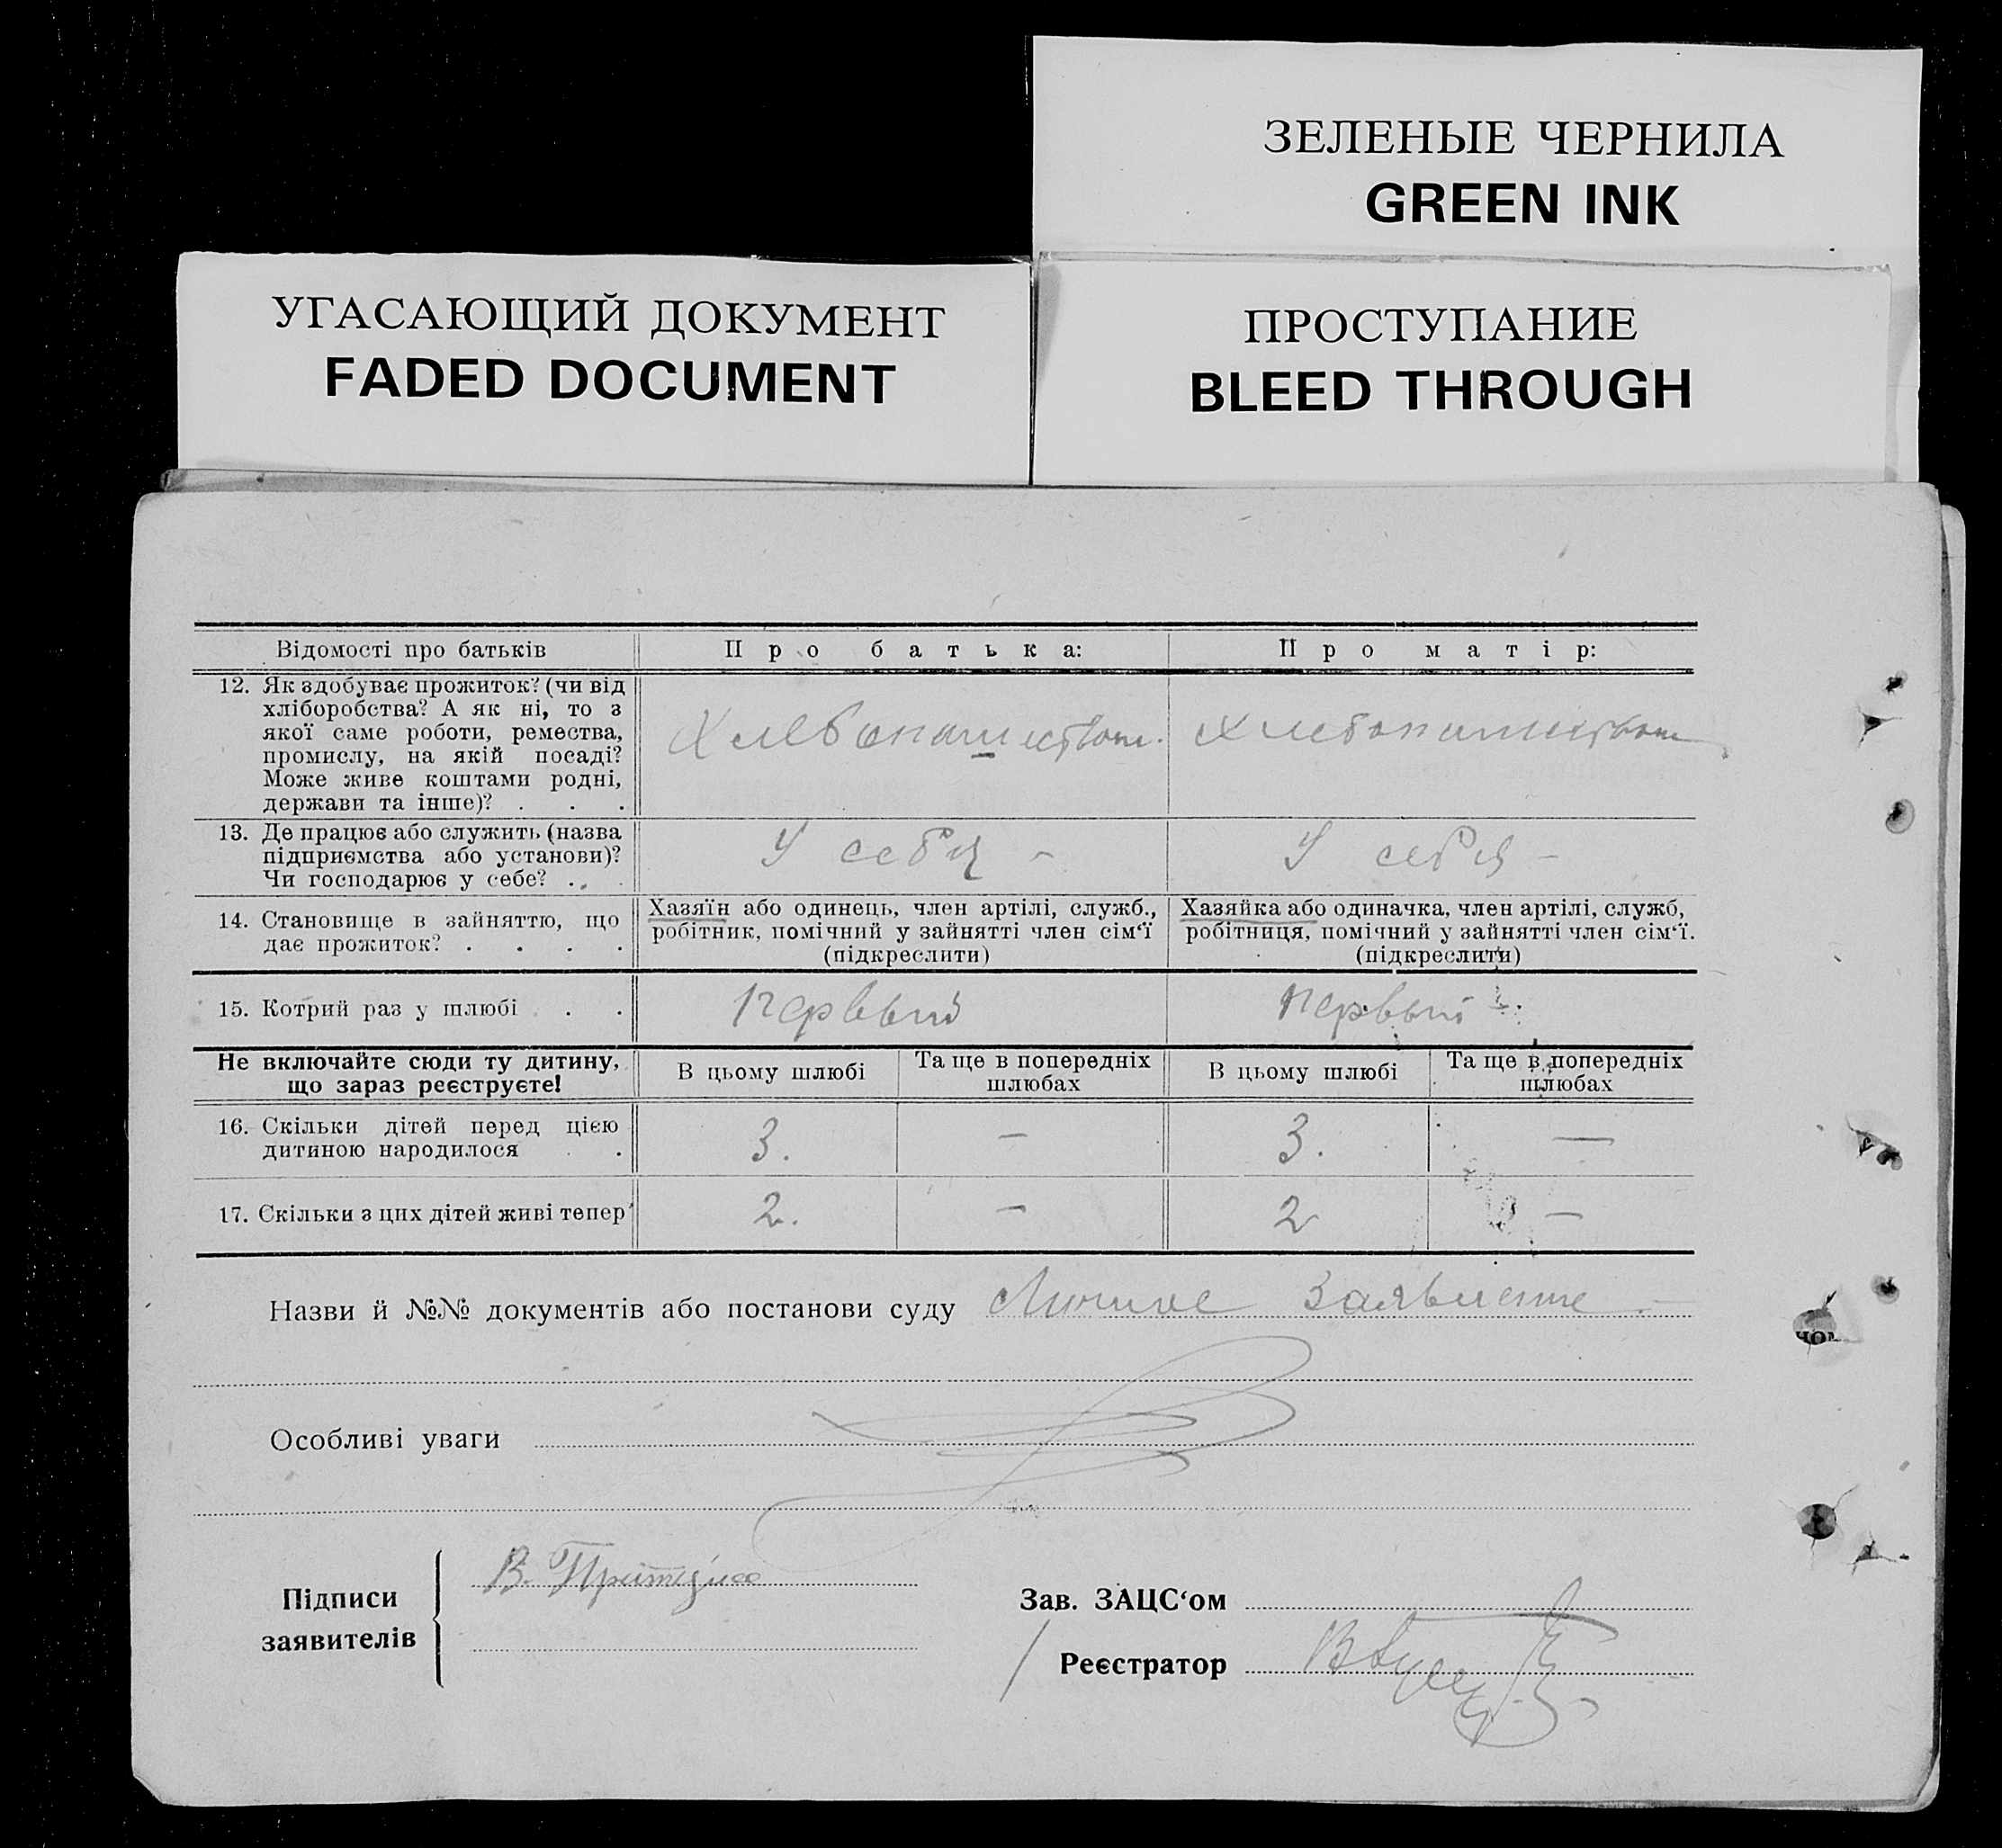 ЗЕЛЕНЫЕ ЧЕРНИЛА
GREEN INK
УГАСАЮЩИЙ ДОКУМЕНТ
FADED DOCUMENT
ПРОСТУПАНИЕ
BLEED THROUGH
Відомості про батьків
Про батька:
Про матір:
12. Як здобуває прожиток? (чи від
хліборобства? А як ні, то з
якої саме роботи, ремества,
промислу, на якій посаді?
Може живе коштами родні,
держави та інше)? . . .
Хлебопашеством.
Хлебопашеством
13. Де працює або служить (назва
підприємства або установи)?
Чи господарює у себе? . .
У себя –
У себя –
14. Становище в зайняттю, що
дає прожиток? . . . .
Хазяїн або одинець, член артілі, служб.,
робітник, помічний у зайнятті член сім‘ї
(підкреслити)
Хазяйка або одиначка, член артілі, служб,
робітниця, помічний у зайнятті член сім‘ї.
(підкреслити)
15. Котрий раз у шлюбі . . .
Первый
Первый
Не включайте сюди ту дитину,
що зараз реєструєте!
В цьому шлюбі
Та ще в попередніх
шлюбах
В цьому шлюбі
Та ще в попередніх
шлюбах
16. Скільки дітей перед цією
дитиною народилося . .
3. — 3. —
17. Скільки з цих дітей живі тепер
2. — 2 —
Назви й №№ документів або постанови суду Личное Заявление. –
Особливі уваги
Підписи
заявителів
В.
Зав. ЗАЦС‘ом
Реєстратор
чом